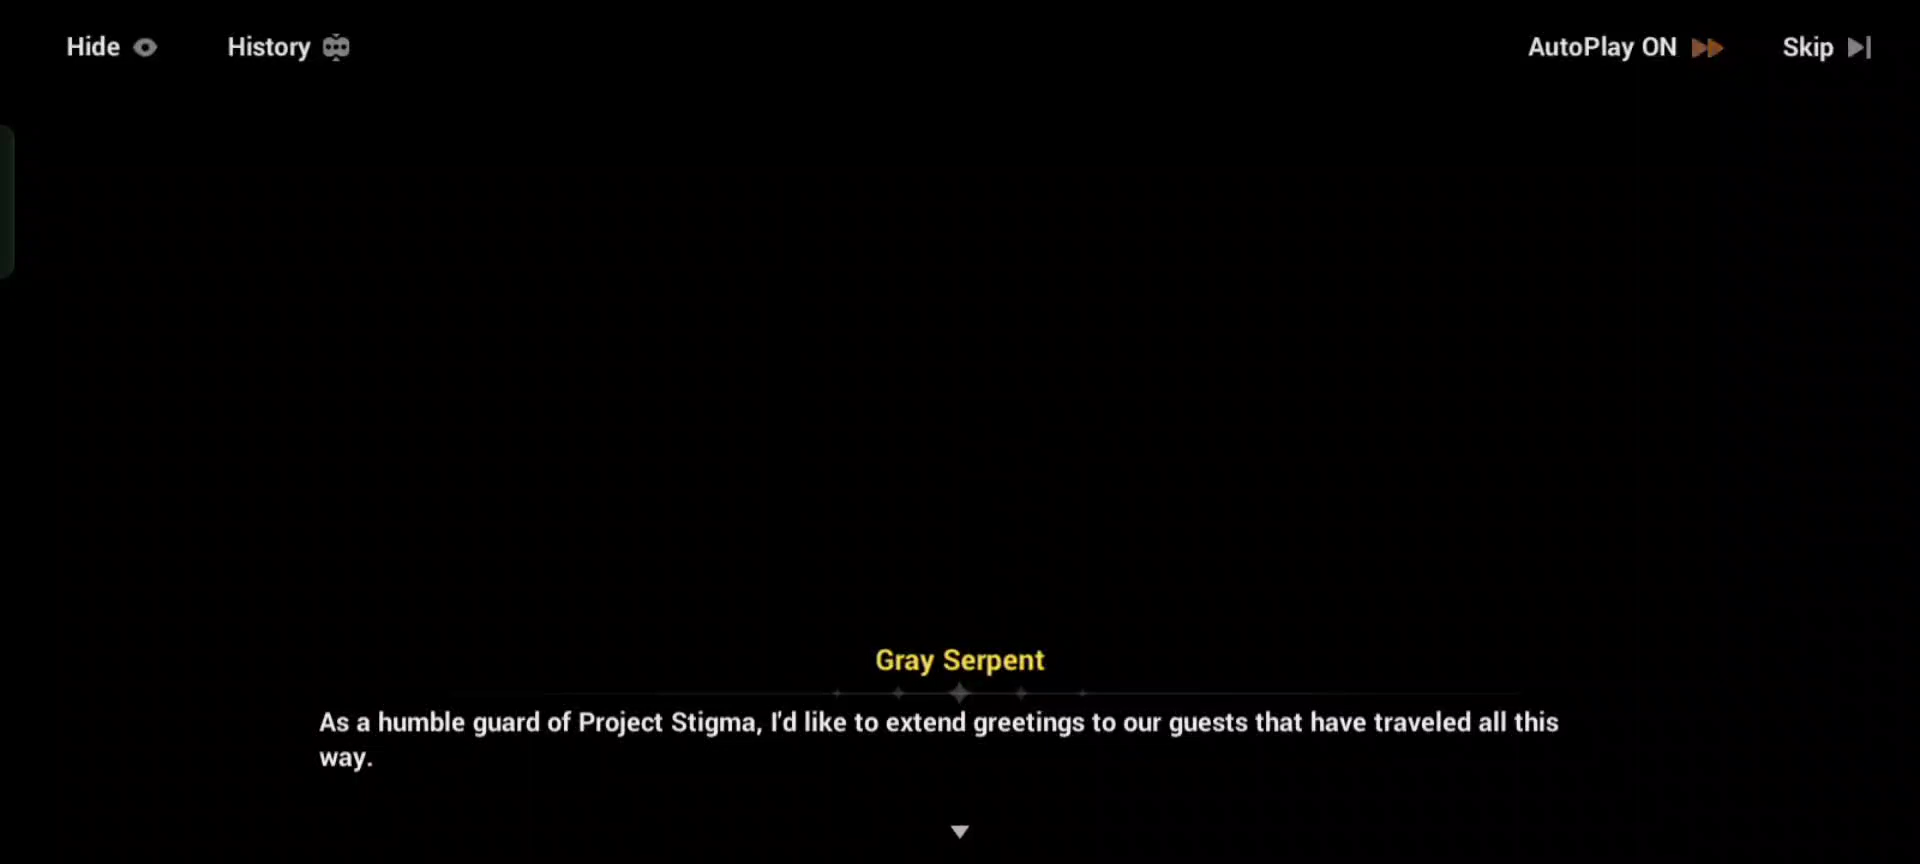 Hide
History
AutoPlay ON
Skip
Gray Serpent
As a humble guard of Project Stigma, I'd like to extend greetings to our guests that have traveled all this
way.